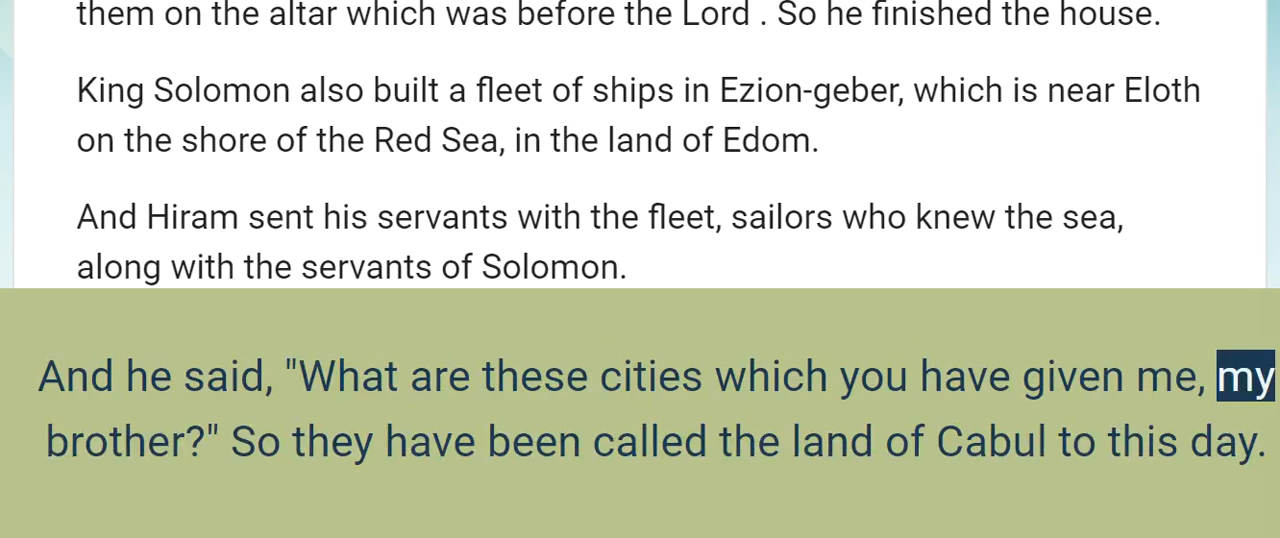 them on the altar which was before the Lord . So he finished the house.
King Solomon also built a fleet of ships in Ezion-geber, which is near Eloth
on the shore of the Red Sea, in the land of Edom.
And Hiram sent his servants with the fleet, sailors who knew the sea,
along with the servants of Solomon.
And he said, "What are these cities which you have given me, my
brother?" So they have been called the land of Cabul to this day.